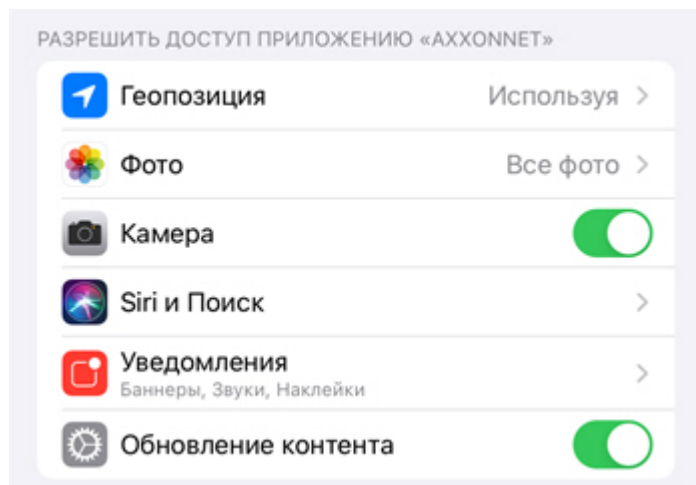 РАЗРЕШИТЬ ДОСТУП ПРИЛОЖЕНИЮ «AXXONNET»
Геопозиция Используя
Фото Все фото
Камера
Siri и Поиск
Уведомления
Баннеры, Звуки, Наклейки
Обновление контента